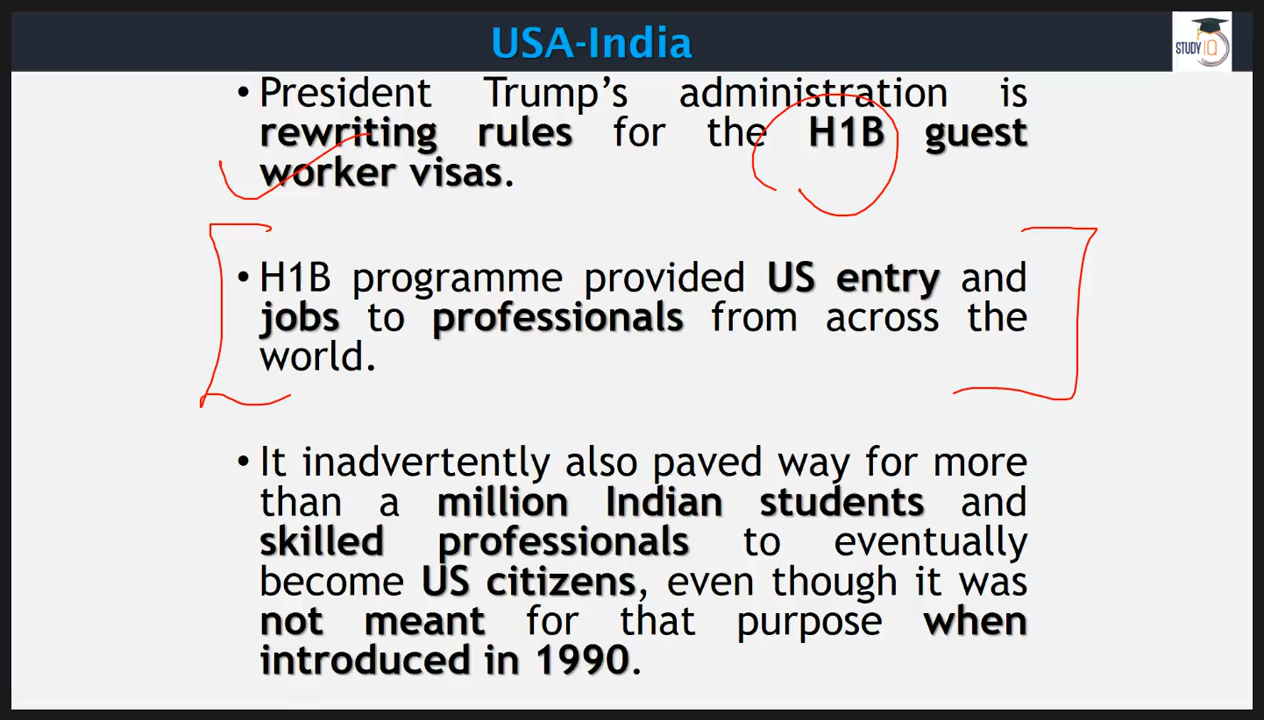 USA-India
STUDY IQ
• President Trump’s administration is
rewriting rules for the H1B guest
worker visas.
• H1B programme provided US entry and
jobs to professionals from across the
world.
• It inadvertently also paved way for more
than a million Indian students and
skilled professionals to eventually
become US citizens, even though it was
not meant for that purpose when
introduced in 1990.